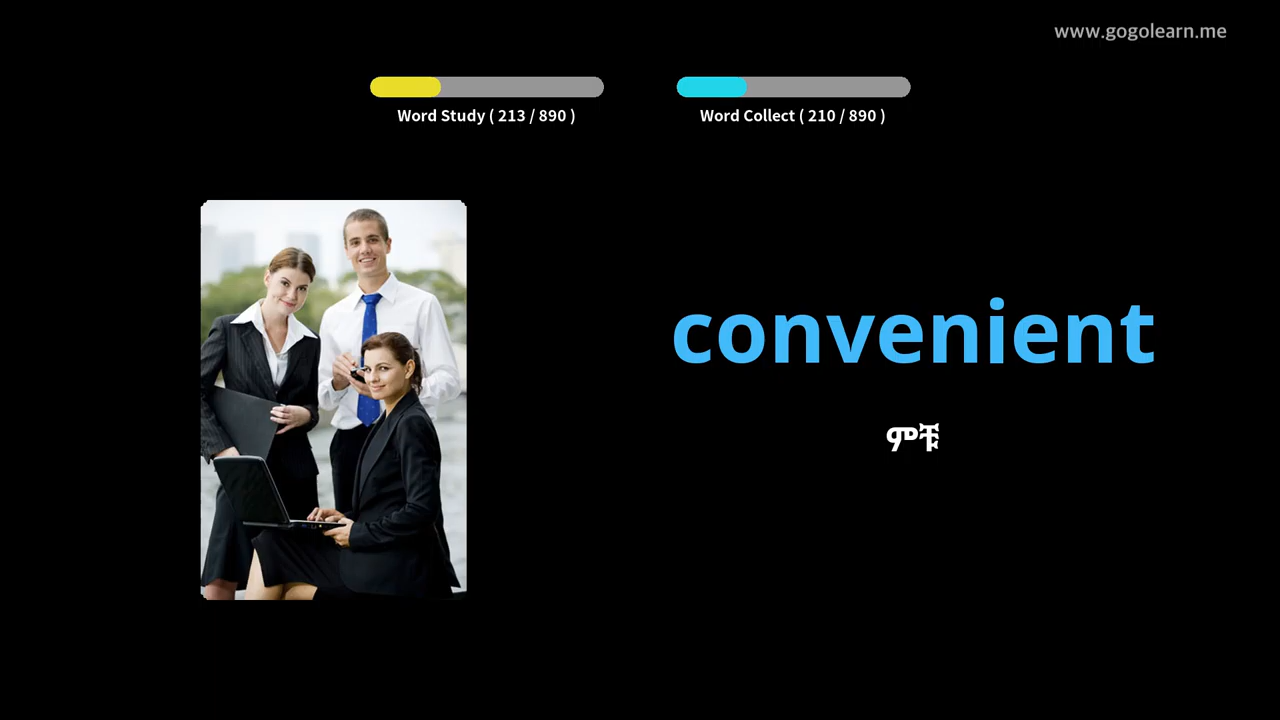 www.gogolearn.me
Word Study ( 213 / 890 )
Word Collect ( 210 / 890 )
convenient
ምቹ